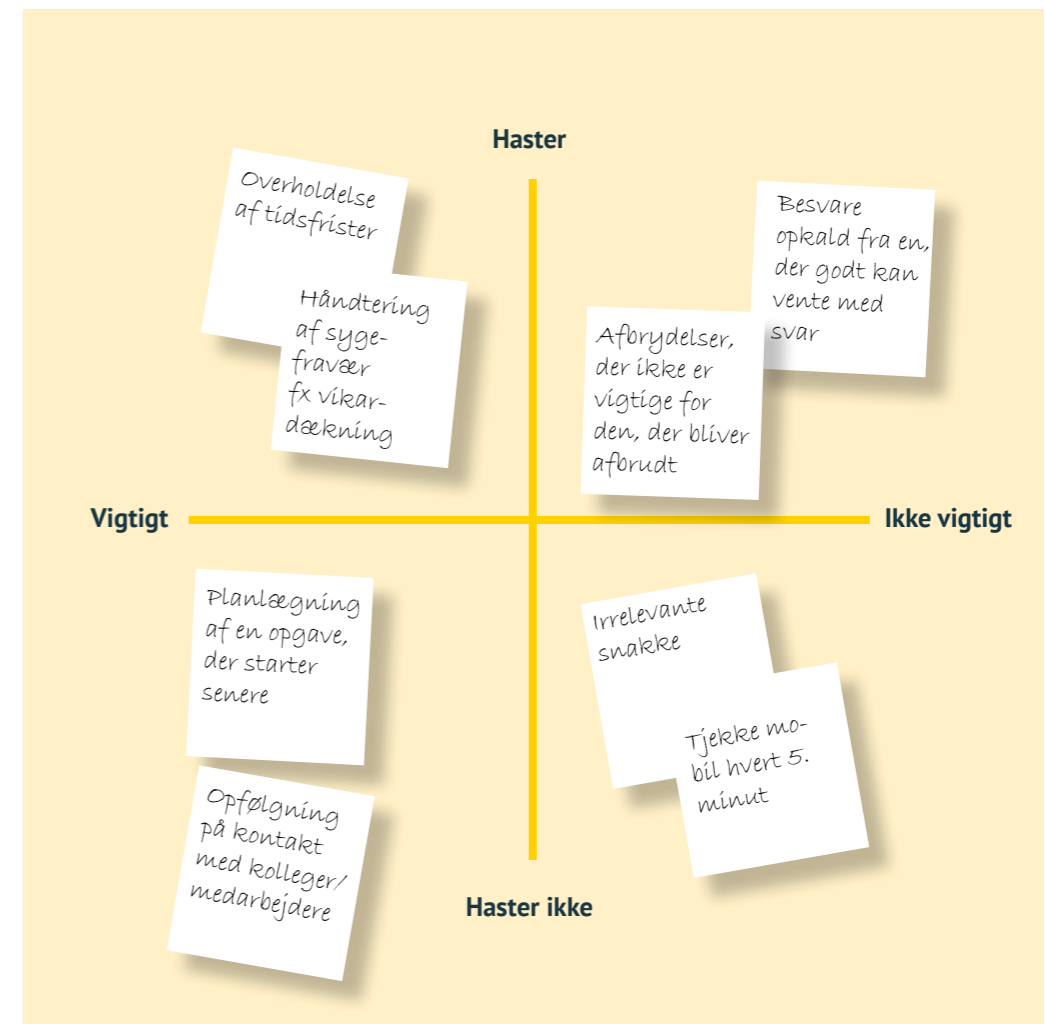 Haster
Overholdelse
af tidsfrister
Håndtering
af syge-
fravær
fx vikar-
dækning
Besvare
opkald fra en,
der godt kan
vente med
svar
Afbrydelser,
der ikke er
vigtige for
den, der bliver
afbrudt
Vigtigt
Ikke vigtigt
Planlægning
af en opgave,
der starter
senere
Opfølgning
på kontakt
med kolleger/
medarbejdere
Irrelevante
snakke
Tjekke mo-
bil hvert 5.
minut
Haster ikke